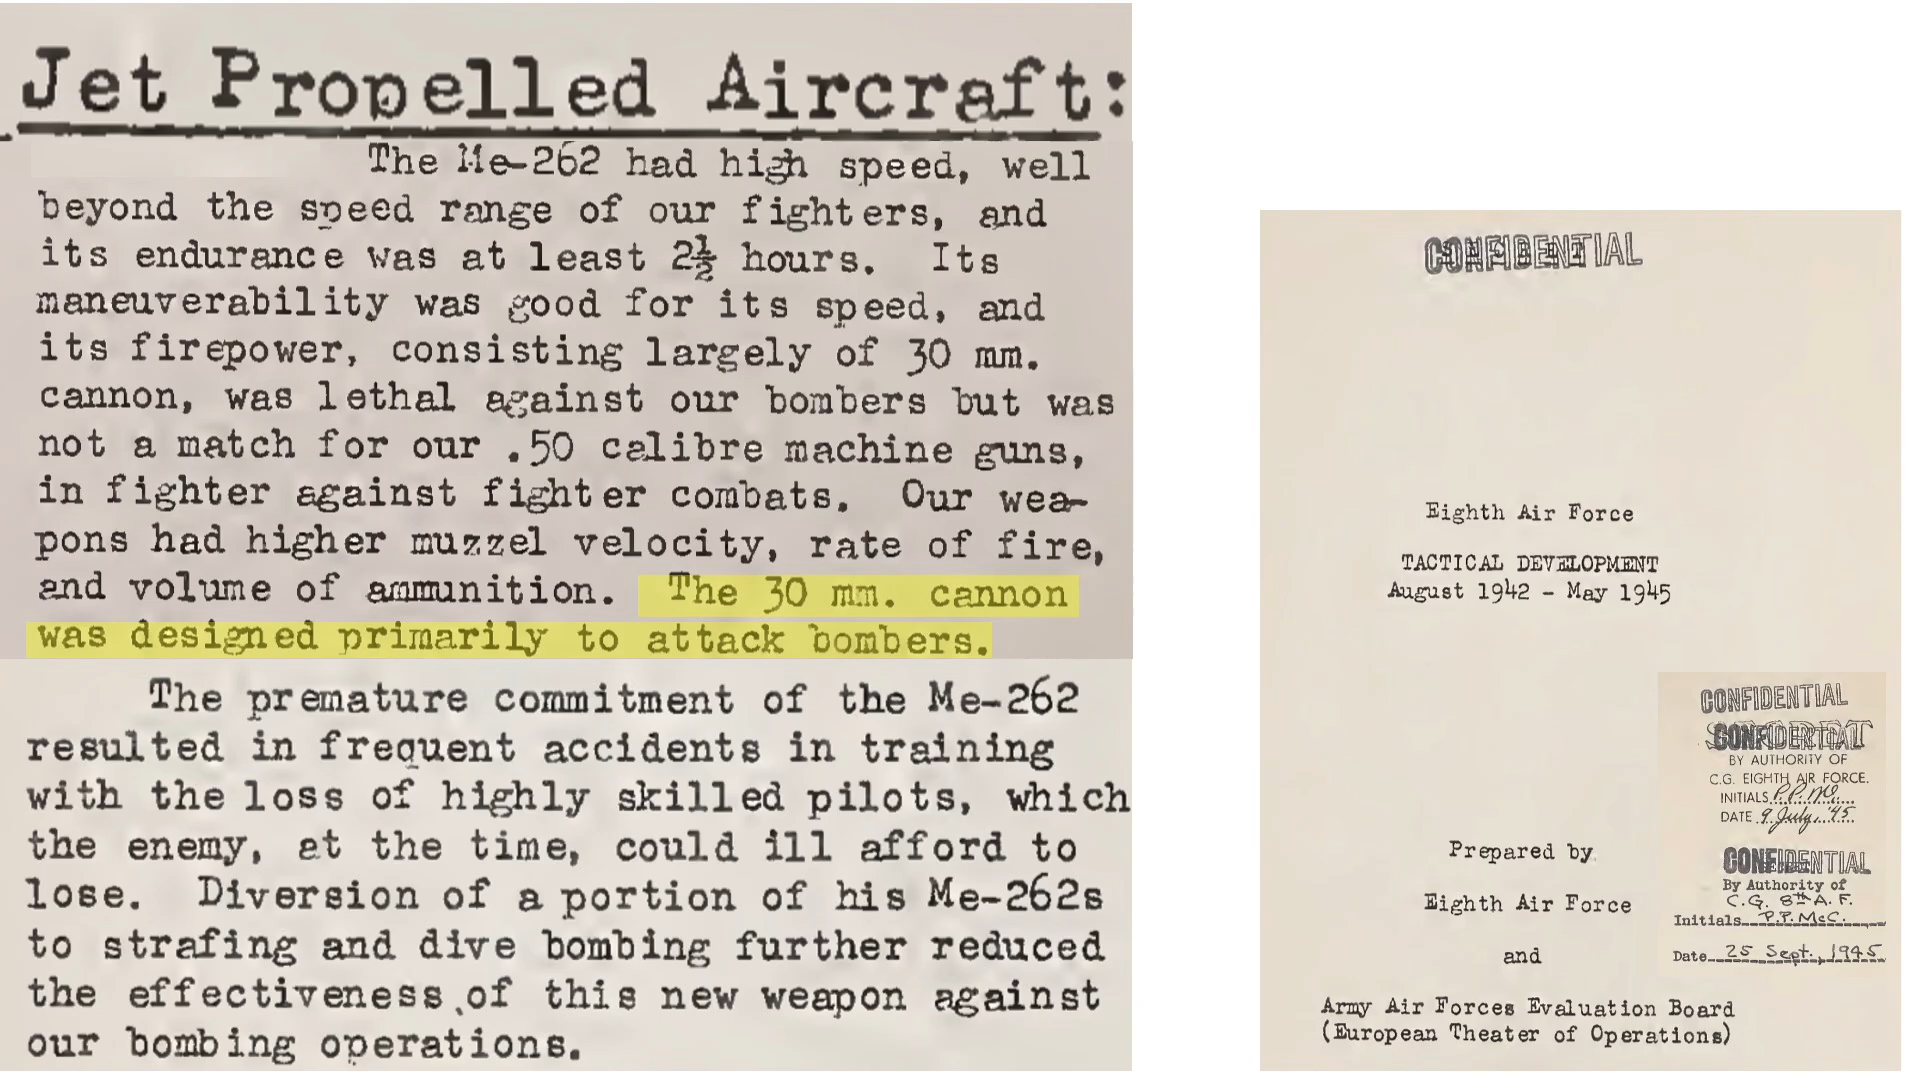 Jet Propelled Aircraft:
The Me-262 had high speed, well
beyond the speed range of our fighters, and
its endurance was at least 2½ hours. Its
maneuverability was good for its speed, and
its firepower, consisting largely of 30 mm.
cannon, was lethal against our bombers but was
not a match for our .50 calibre machine guns,
in fighter against fighter combats. Our wea-
pons had higher muzzel velocity, rate of fire,
and volume of ammunition. The 30 mm. cannon
was designed primarily to attack bombers.
The premature commitment of the Me-262
resulted in frequent accidents in training
with the loss of highly skilled pilots, which
the enemy, at the time, could ill afford to
lose. Diversion of a portion of his Me-262s
to strafing and dive bombing further reduced
the effectiveness of this new weapon against
our bombing operations.
CONFIDENTIAL
Eighth Air Force
TACTICAL DEVELOPMENT
August 1942 - May 1945
CONFIDENTIAL
CONFIDENTIAL
BY AUTHORITY OF
C.G. EIGHTH AIR FORCE.
INITIALS P.P.Mc.
DATE 9 July '45
CONFIDENTIAL
By Authority of
C.G. 8th A.F.
Initials P.P.McC.
Date 25 Sept., 1945
Prepared by
Eighth Air Force
and
Army Air Forces Evaluation Board
(European Theater of Operations)